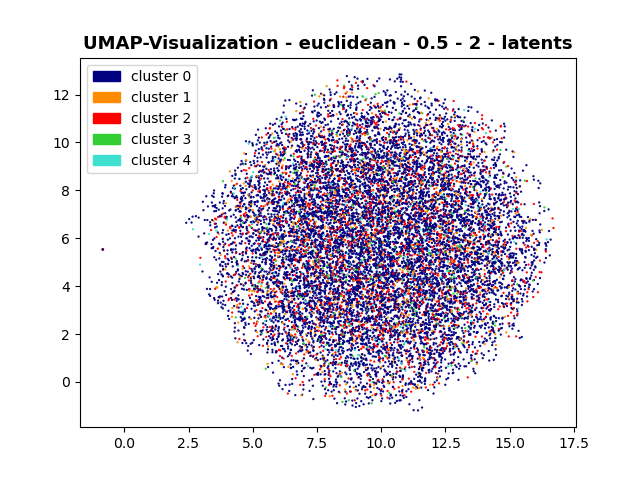 UMAP-Visualization - euclidean - 0.5 - 2 - latents
cluster 0
cluster 1
cluster 2
cluster 3
cluster 4
12
10
8
6
4
2
0
0.0 2.5 5.0 7.5 10.0 12.5 15.0 17.5